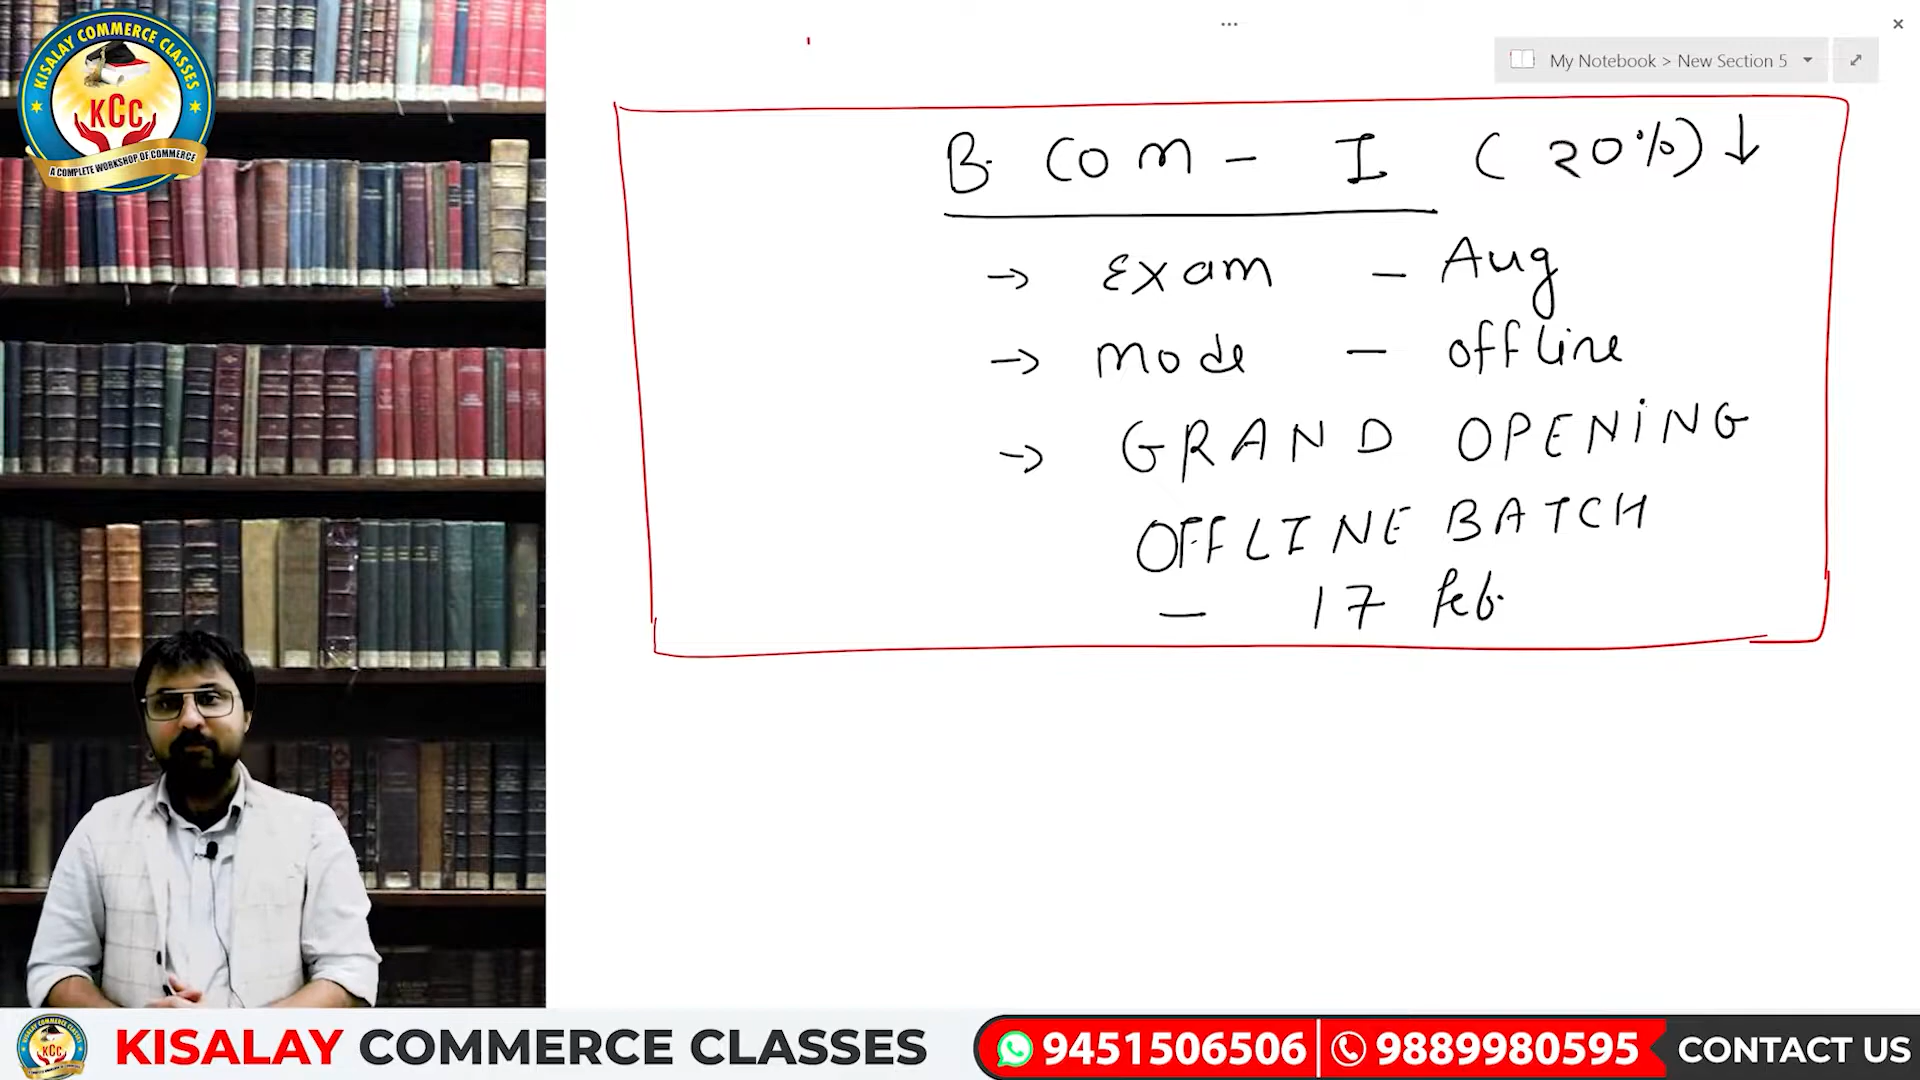 KISALAY COMMERCE CLASSES
KCC
A COMPLETE WORKSHOP OF COMMERCE
My Notebook > New Section 5
B. COM - I (20%) ↓
→ Exam - Aug
→ Mode - offline
→ GRAND OPENING
OFFLINE BATCH
- 17 Feb.
KCC
KISALAY COMMERCE CLASSES
9451506506 | 9889980595
CONTACT US